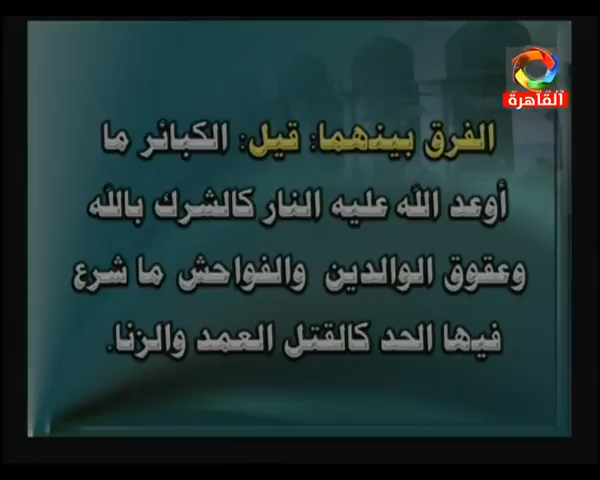 القاهرة
الفرق بينهما: قيل: الكبائر ما
أوعد الله عليه النار كالشرك بالله
وعقوق الوالدين والفواحش ما شرع
فيها الحد كالقتل العمد والزنا.